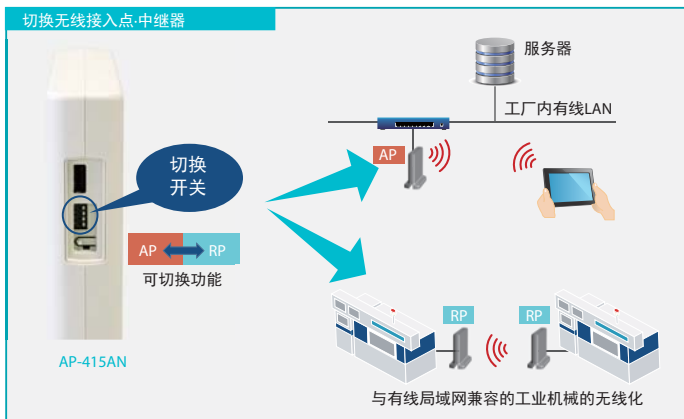 切换无线接入点·中继器
服务器
工厂内有线LAN
AP
切换
开关
AP
RP
可切换功能
RP
RP
AP-415AN
与有线局域网兼容的工业机械的无线化